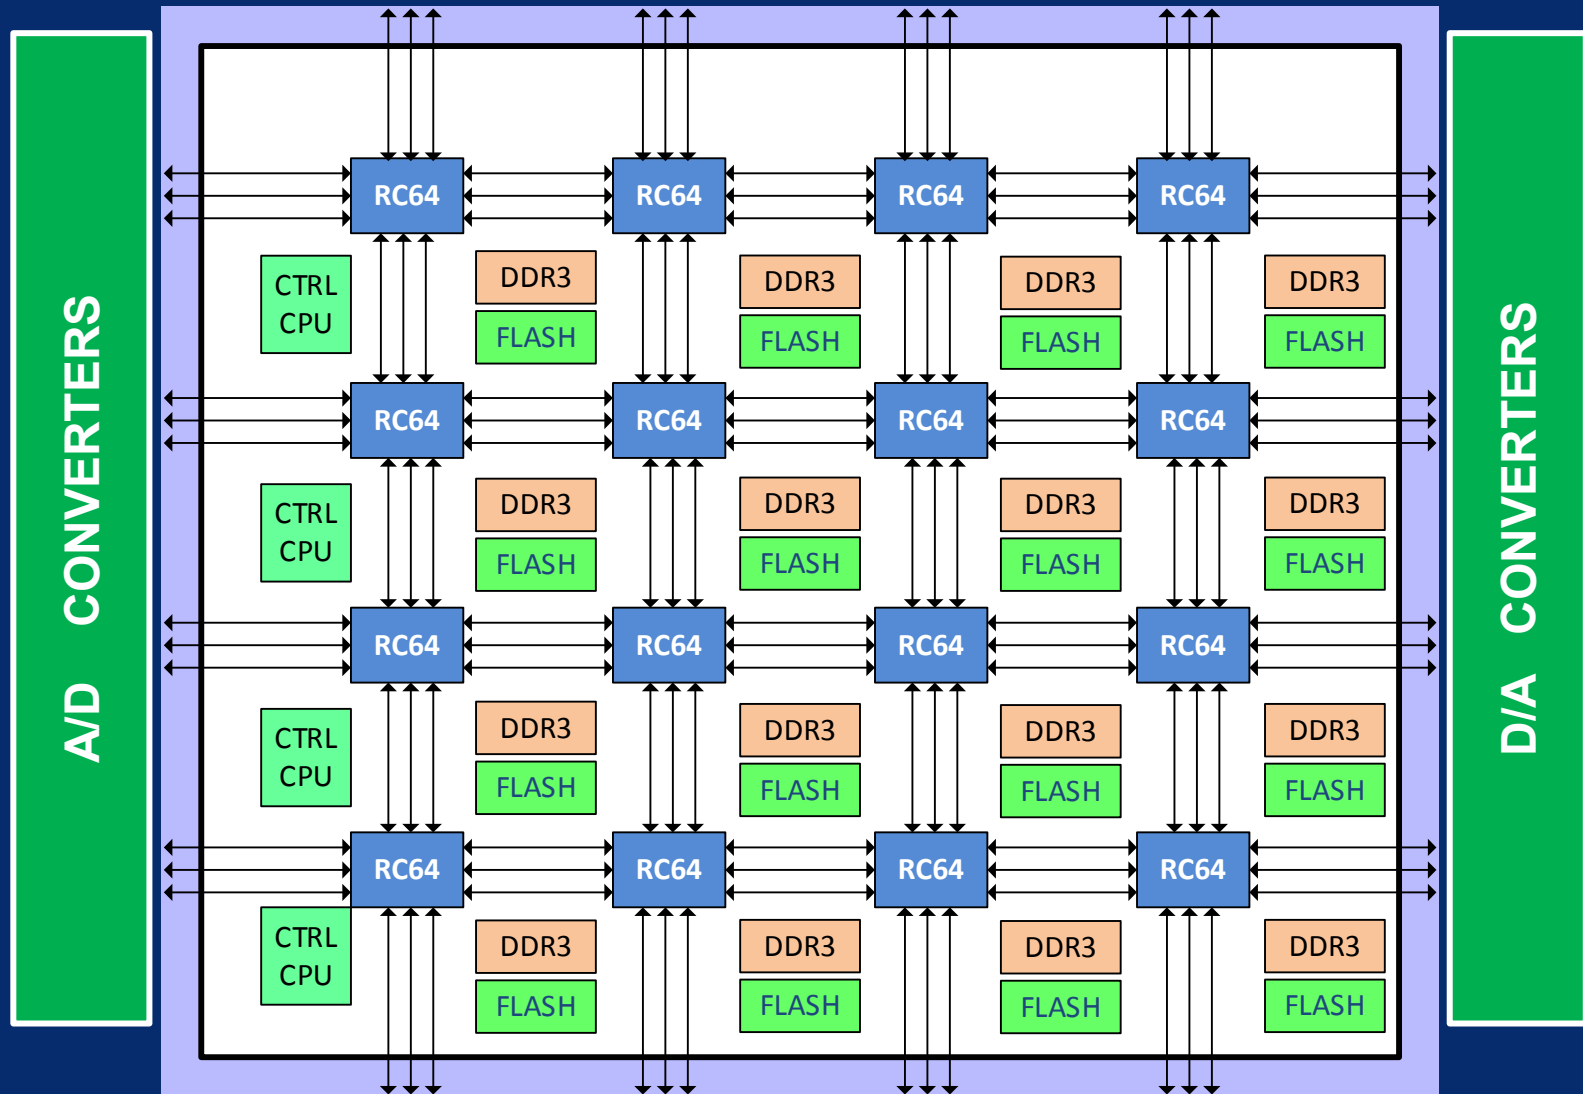 A/D CONVERTERS
RC64 RC64 RC64 RC64
CTRL
CPU
DDR3 DDR3 DDR3 DDR3
FLASH FLASH FLASH FLASH
RC64 RC64 RC64 RC64
CTRL
CPU
DDR3 DDR3 DDR3 DDR3
FLASH FLASH FLASH FLASH
RC64 RC64 RC64 RC64
CTRL
CPU
DDR3 DDR3 DDR3 DDR3
FLASH FLASH FLASH FLASH
RC64 RC64 RC64 RC64
CTRL
CPU
DDR3 DDR3 DDR3 DDR3
FLASH FLASH FLASH FLASH
D/A CONVERTERS